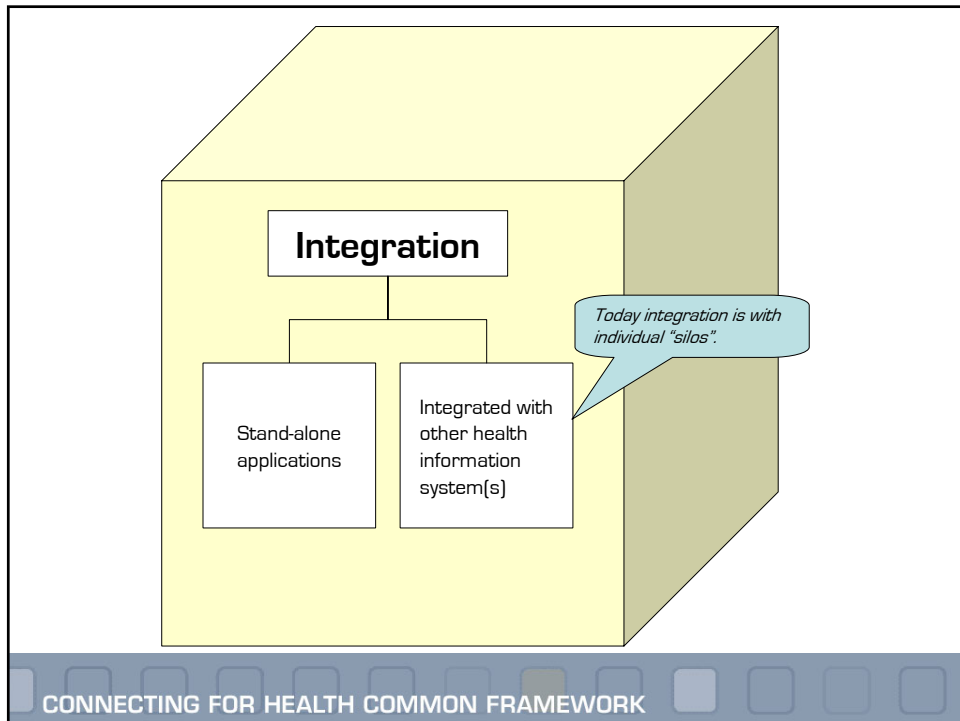 Integration
Today integration is with
individual “silos”.
Stand-alone
applications
Integrated with
other health
information
system(s)
CONNECTING FOR HEALTH COMMON FRAMEWORK